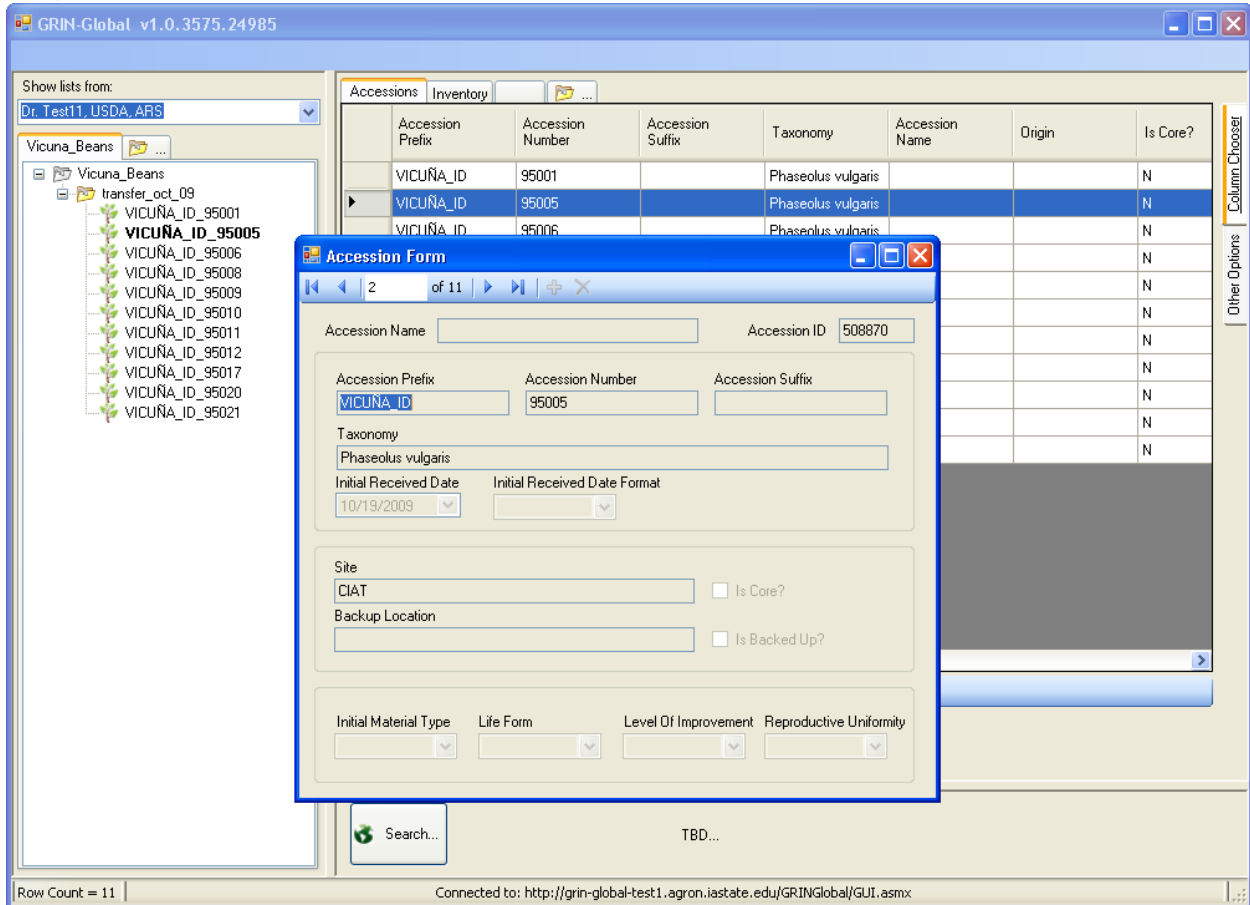 GRIN-Global v1.0.3575.24985
Show lists from:
Dr. Test11, USDA, ARS
Vicuna_Beans ...
Vicuna_Beans
transfer_oct_09
VICUÑA_ID_95001
VICUÑA_ID_95005
VICUÑA_ID_95006
VICUÑA_ID_95008
VICUÑA_ID_95009
VICUÑA_ID_95010
VICUÑA_ID_95011
VICUÑA_ID_95012
VICUÑA_ID_95017
VICUÑA_ID_95020
VICUÑA_ID_95021
Accessions Inventory ...
Accession Prefix Accession Number Accession Suffix Taxonomy Accession Name Origin Is Core?
VICUÑA_ID 95001 Phaseolus vulgaris N
VICUÑA_ID 95005 Phaseolus vulgaris N
VICUÑA_ID 95006 Phaseolus vulgaris N
N
N
N
N
N
N
N
N
Column Chooser
Other Options
Accession Form
2 of 11
Accession Name Accession ID 508870
Accession Prefix Accession Number Accession Suffix
VICUÑA_ID 95005
Taxonomy
Phaseolus vulgaris
Initial Received Date Initial Received Date Format
10/19/2009
Site
CIAT Is Core?
Backup Location
Is Backed Up?
Initial Material Type Life Form Level Of Improvement Reproductive Uniformity
Search... TBD...
Row Count = 11 Connected to: http://grin-global-test1.agron.iastate.edu/GRINGlobal/GUI.asmx